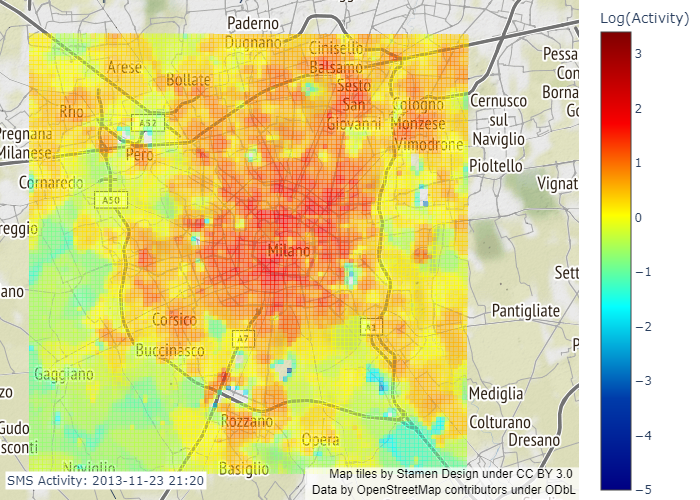 Log(Activity)
Paderno
Dugnano
Cinisello
Balsamo
Arese
Bollate
Sesto
San
Giovanni
Rho
A52
Cologno
Monzese
Cernusco
sul
Naviglio
Pessa
Con
Borna
Go
Pregnana
Milanese
Pero
Vimodrone
Pioltello
Cornaredo
A50
Vignat
reggio
Milano
Sett
ano
Pantigliate
Corsico
A7
A1
Buccinasco
Gaggiano
Mediglia
Rozzano
Colturano
Dresano
Opera
Gudo
sconti
Noviglio
Basiglio
SMS Activity: 2013-11-23 21:20
Map tiles by Stamen Design under CC BY 3.0
Data by OpenStreetMap contributors under ODbL
3
2
1
0
−1
−2
−3
−4
−5